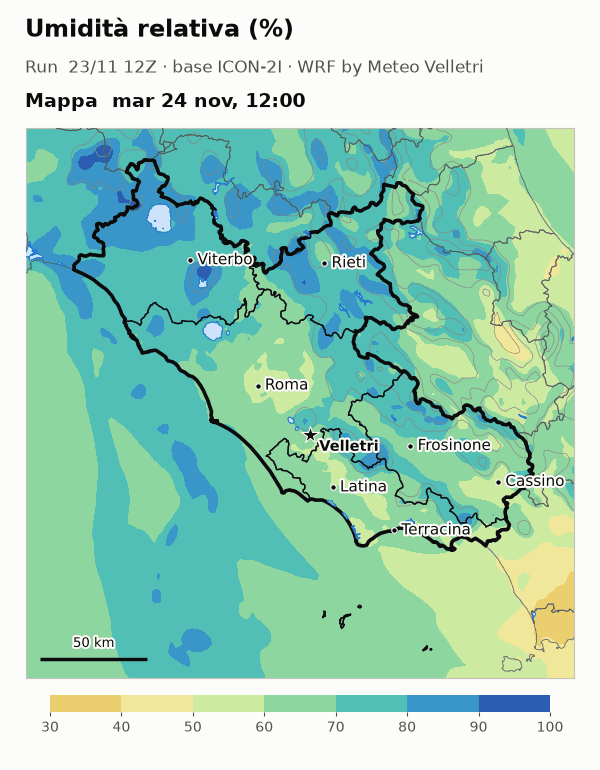 Umidità relativa (%)
Run  23/11 12Z · base ICON-2I · WRF by Meteo Velletri
Mappa  mar 24 nov, 12:00
Viterbo
Rieti
Roma
Velletri
Frosinone
Cassino
Latina
Terracina
50 km
30 40 50 60 70 80 90 100